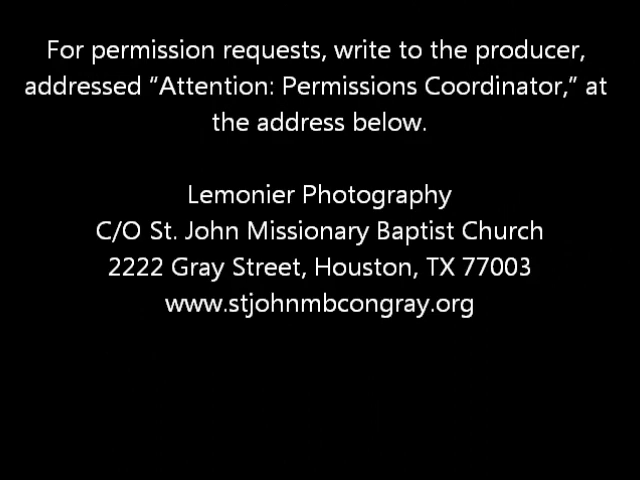 For permission requests, write to the producer,
addressed “Attention: Permissions Coordinator,” at
the address below.
Lemonier Photography
C/O St. John Missionary Baptist Church
2222 Gray Street, Houston, TX 77003
www.stjohnmbcongray.org